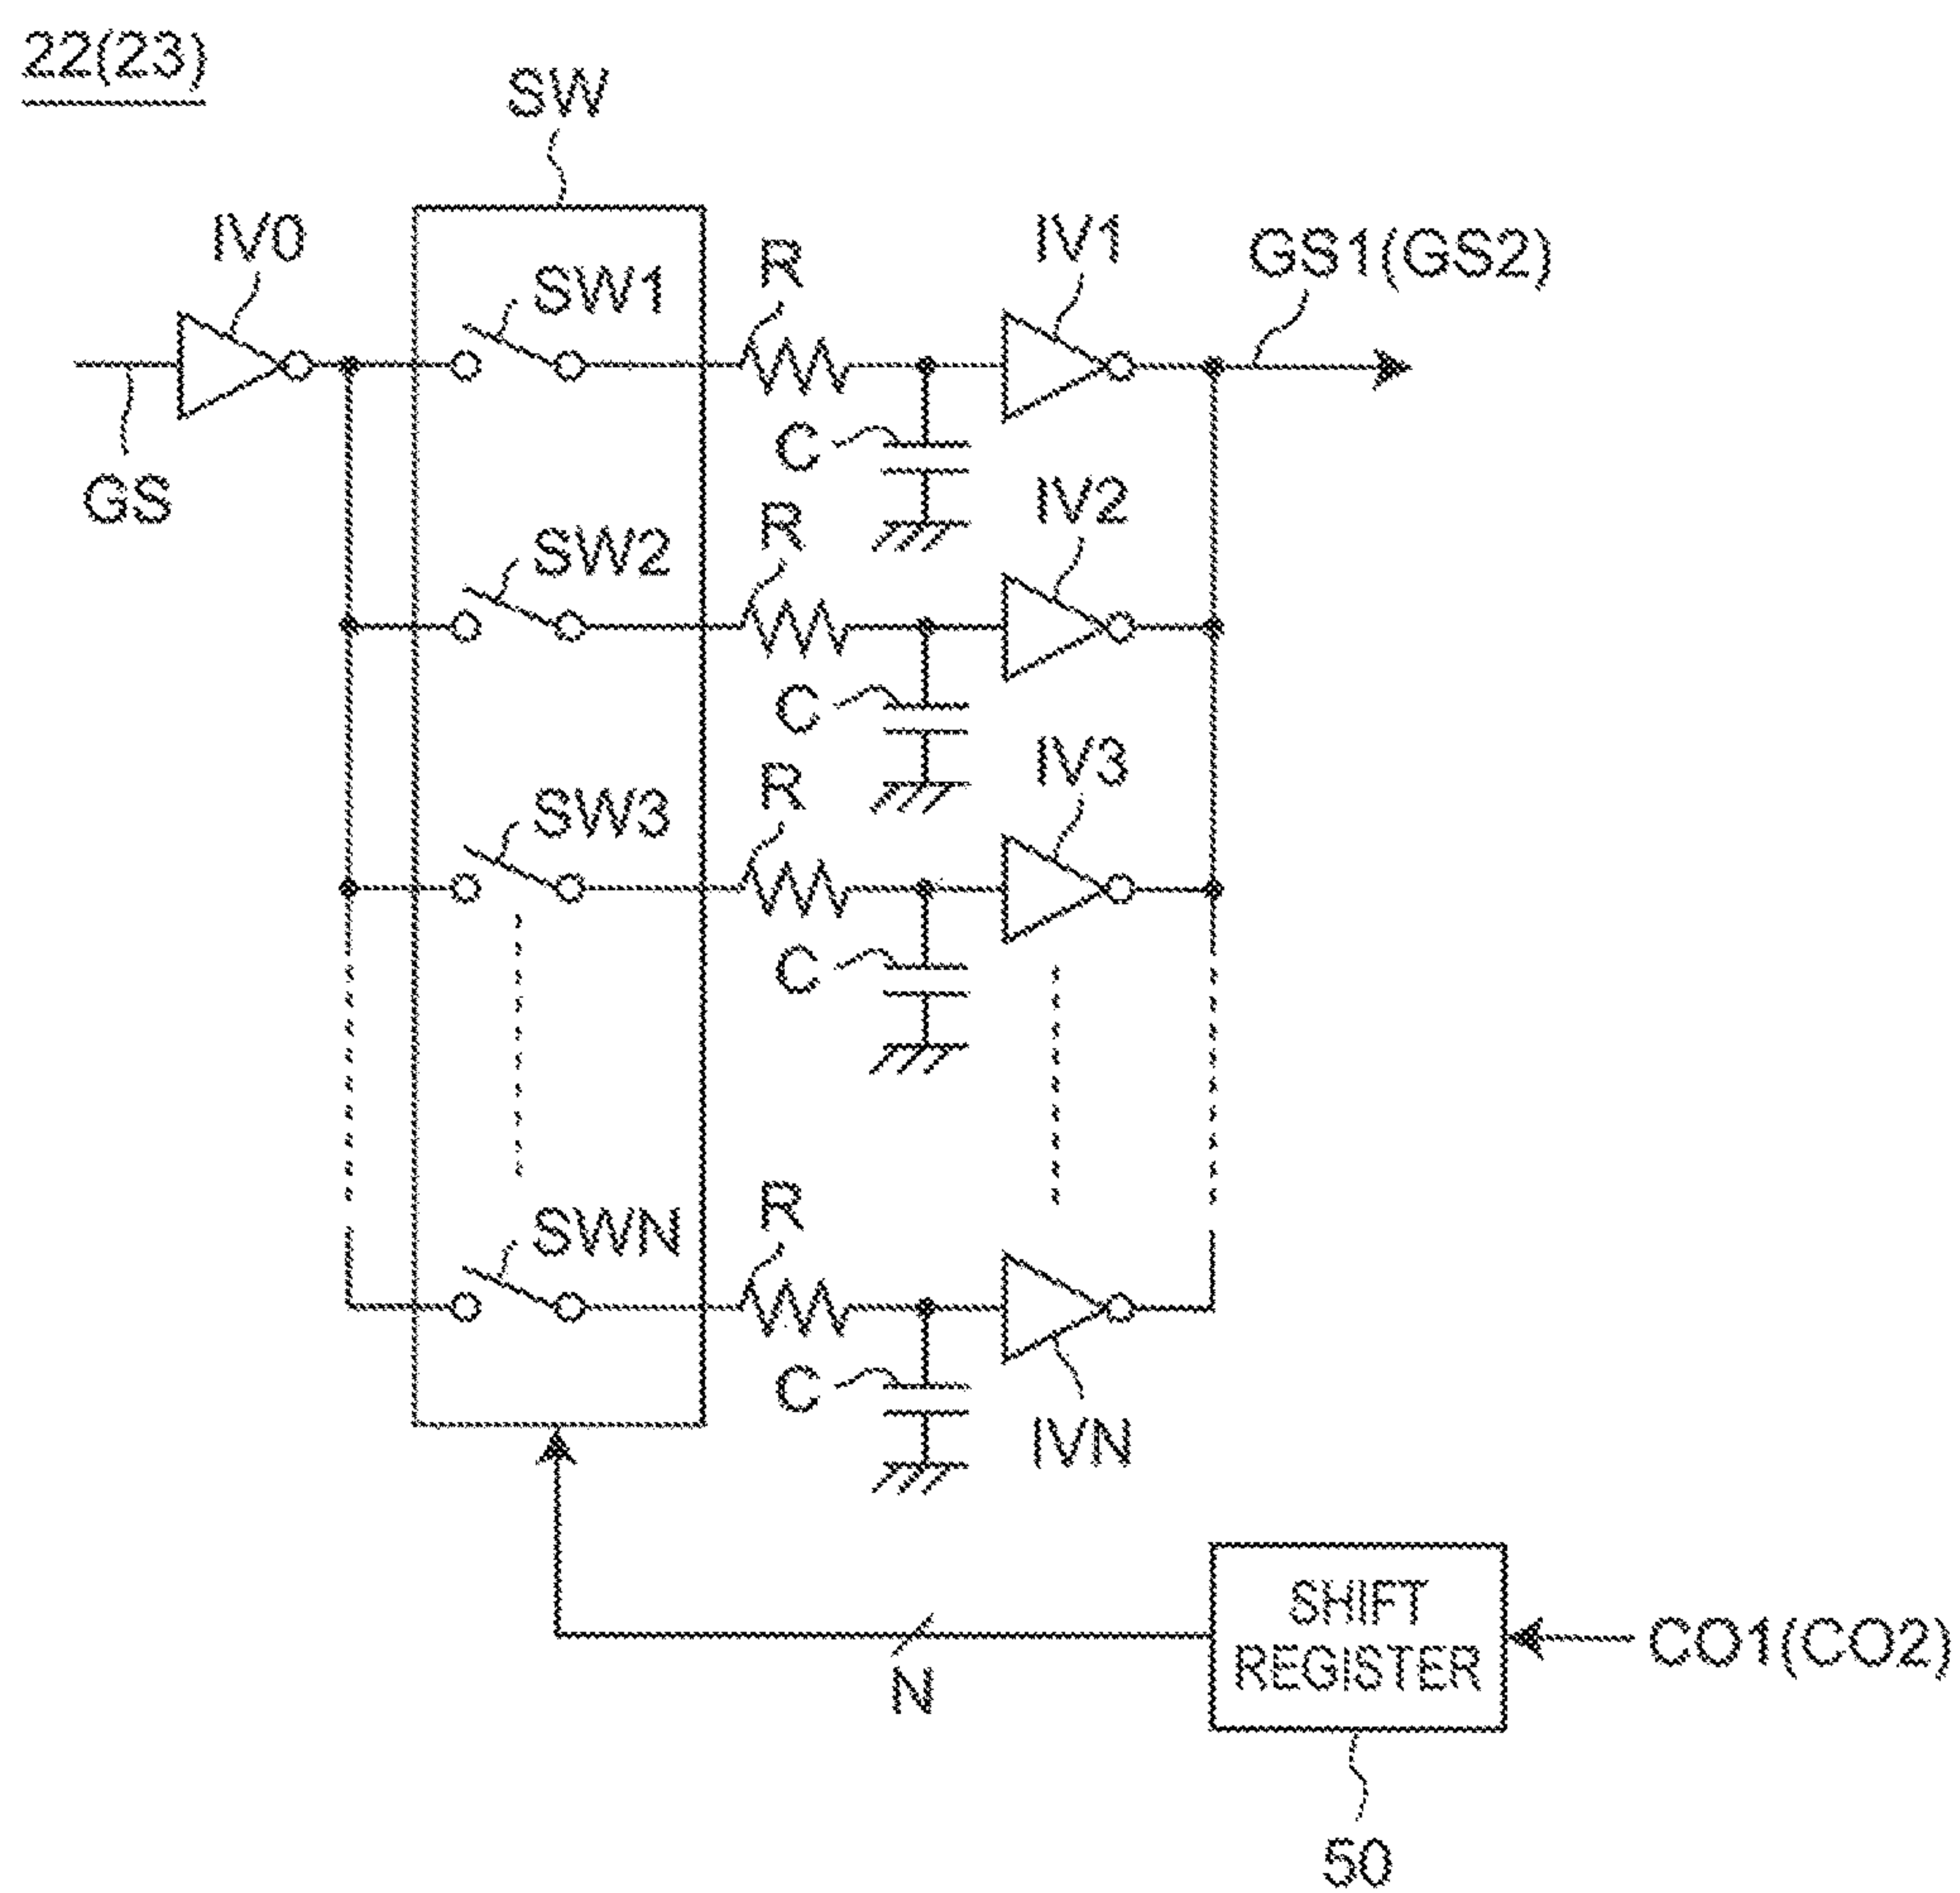 22(23)
SW
IV0
SW1
R
IV1
GS1(GS2)
GS
C
SW2
R
IV2
C
SW3
R
IV3
C
SWN
R
C
IVN
SHIFT
REGISTER
CO1(CO2)
N
50